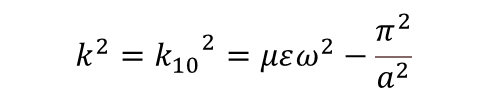 k² = k₁₀² = μεω² − π²/a²